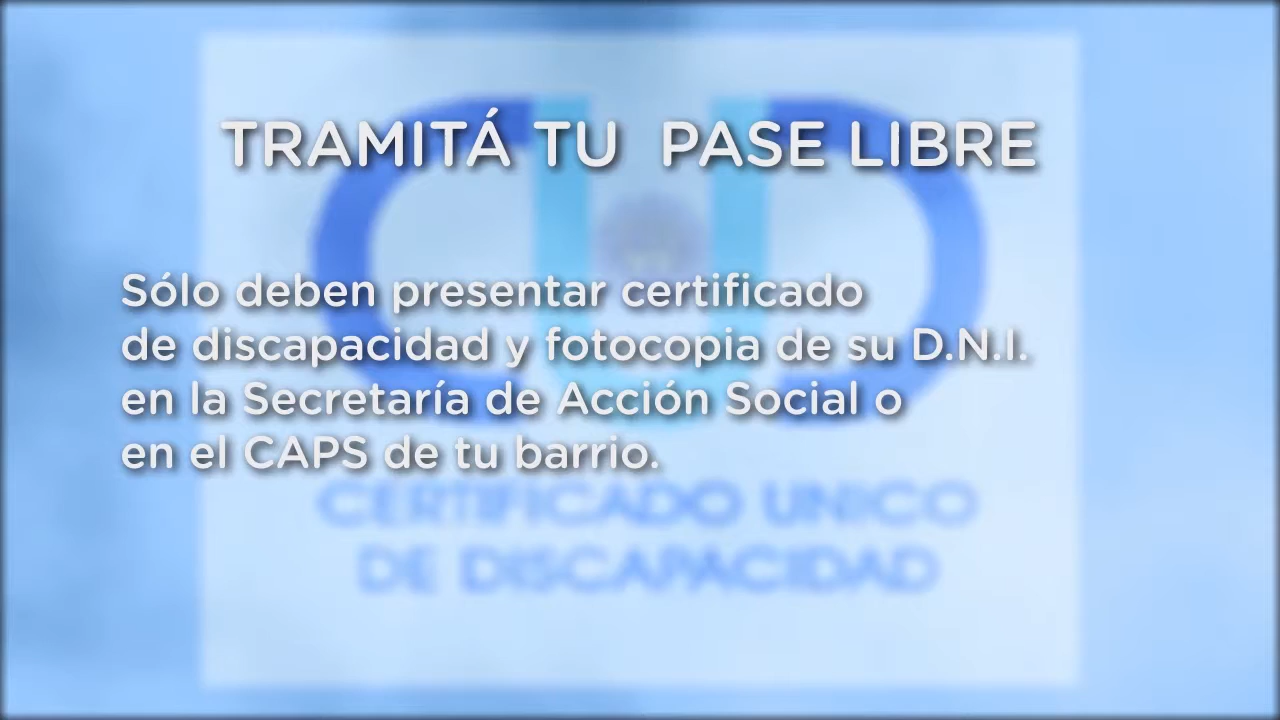 TRAMITÁ TU PASE LIBRE
Sólo deben presentar certificado
de discapacidad y fotocopia de su D.N.I.
en la Secretaría de Acción Social o
en el CAPS de tu barrio.
CUD
CERTIFICADO UNICO
DE DISCAPACIDAD